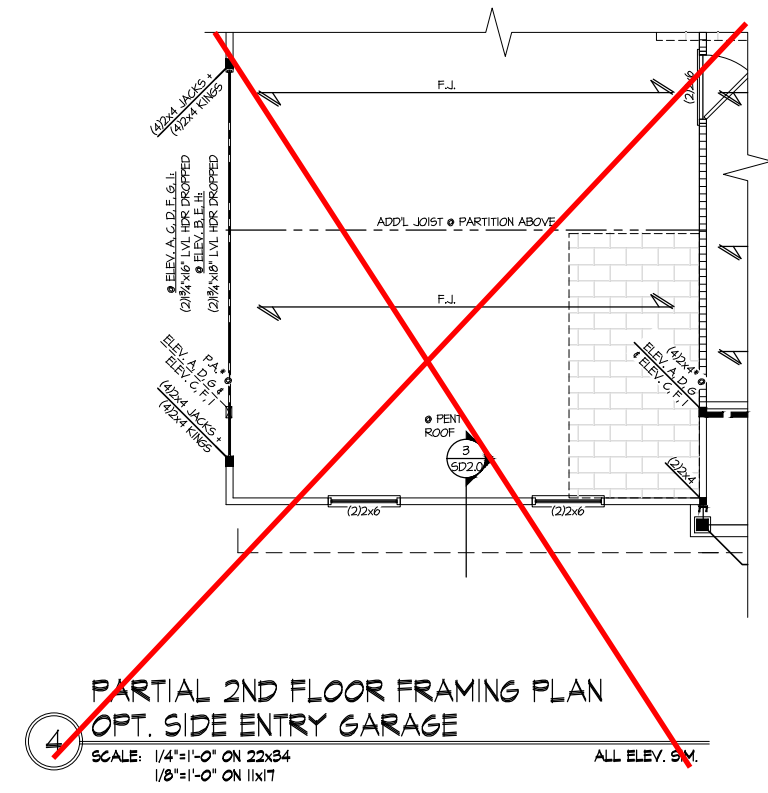 F.J.
(2)2x6
(4)2x4 JACKS +
(4)2x4 KINGS
@ ELEV. A, C, D, F, G, I:
(2)1¾"x16" LVL HDR DROPPED
@ ELEV. B, E, H:
(2)1¾"x18" LVL HDR DROPPED
ADD'L JOIST @ PARTITION ABOVE
F.J.
P.A.#
ELEV. A, D, G &
ELEV. C, F, I
(4)2x4#
ELEV. A, D, G
& ELEV. C, F, I
(4)2x4 JACKS +
(4)2x4 KINGS
@ PENT
ROOF
3
SD2.0
(2)2x4
(2)2x6
(2)2x6
PARTIAL 2ND FLOOR FRAMING PLAN
OPT. SIDE ENTRY GARAGE
4
SCALE: 1/4"=1'-0" ON 22x34
ALL ELEV. SIM.
1/8"=1'-0" ON 11x17